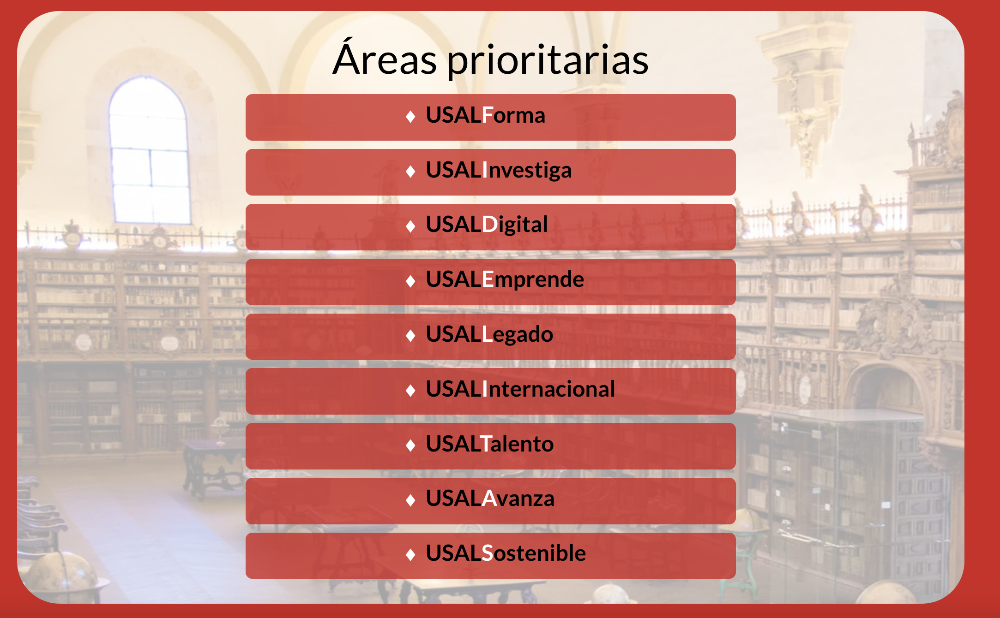 Áreas prioritarias
♦ USALForma
♦ USALInvestiga
♦ USALDigital
♦ USALEmprende
♦ USALLegado
♦ USALInternacional
♦ USALTalento
♦ USALAvanza
♦ USALSostenible